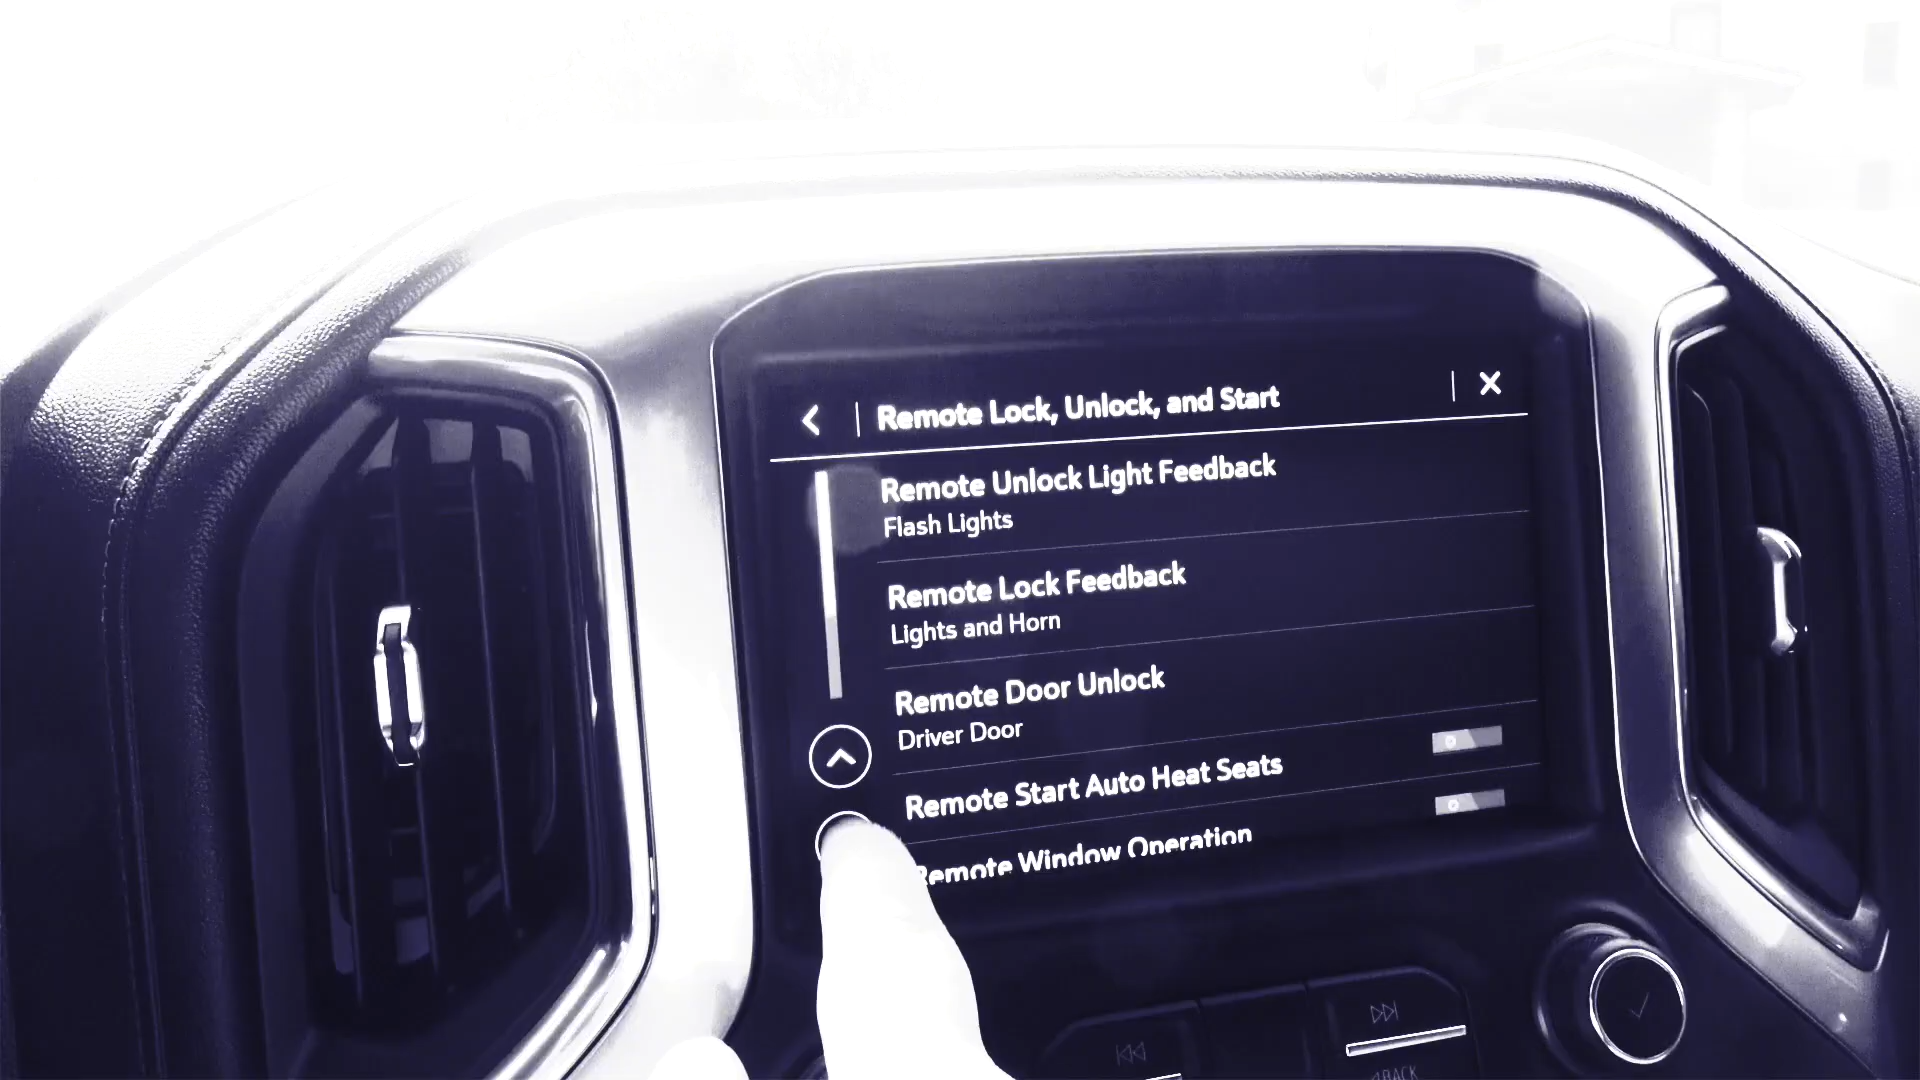 Remote Lock, Unlock, and Start
Remote Unlock Light Feedback
Flash Lights
Remote Lock Feedback
Lights and Horn
Remote Door Unlock
Driver Door
Remote Start Auto Heat Seats
Remote Window Operation
BACK